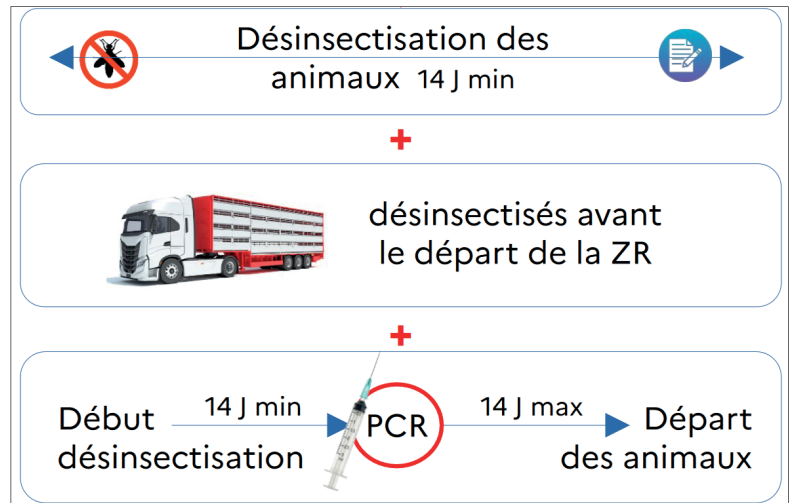 Désinsectisation des
animaux 14 J min
+
désinsectisés avant
le départ de la ZR
+
14 J min
14 J max
Début
PCR
Départ
désinsectisation
des animaux